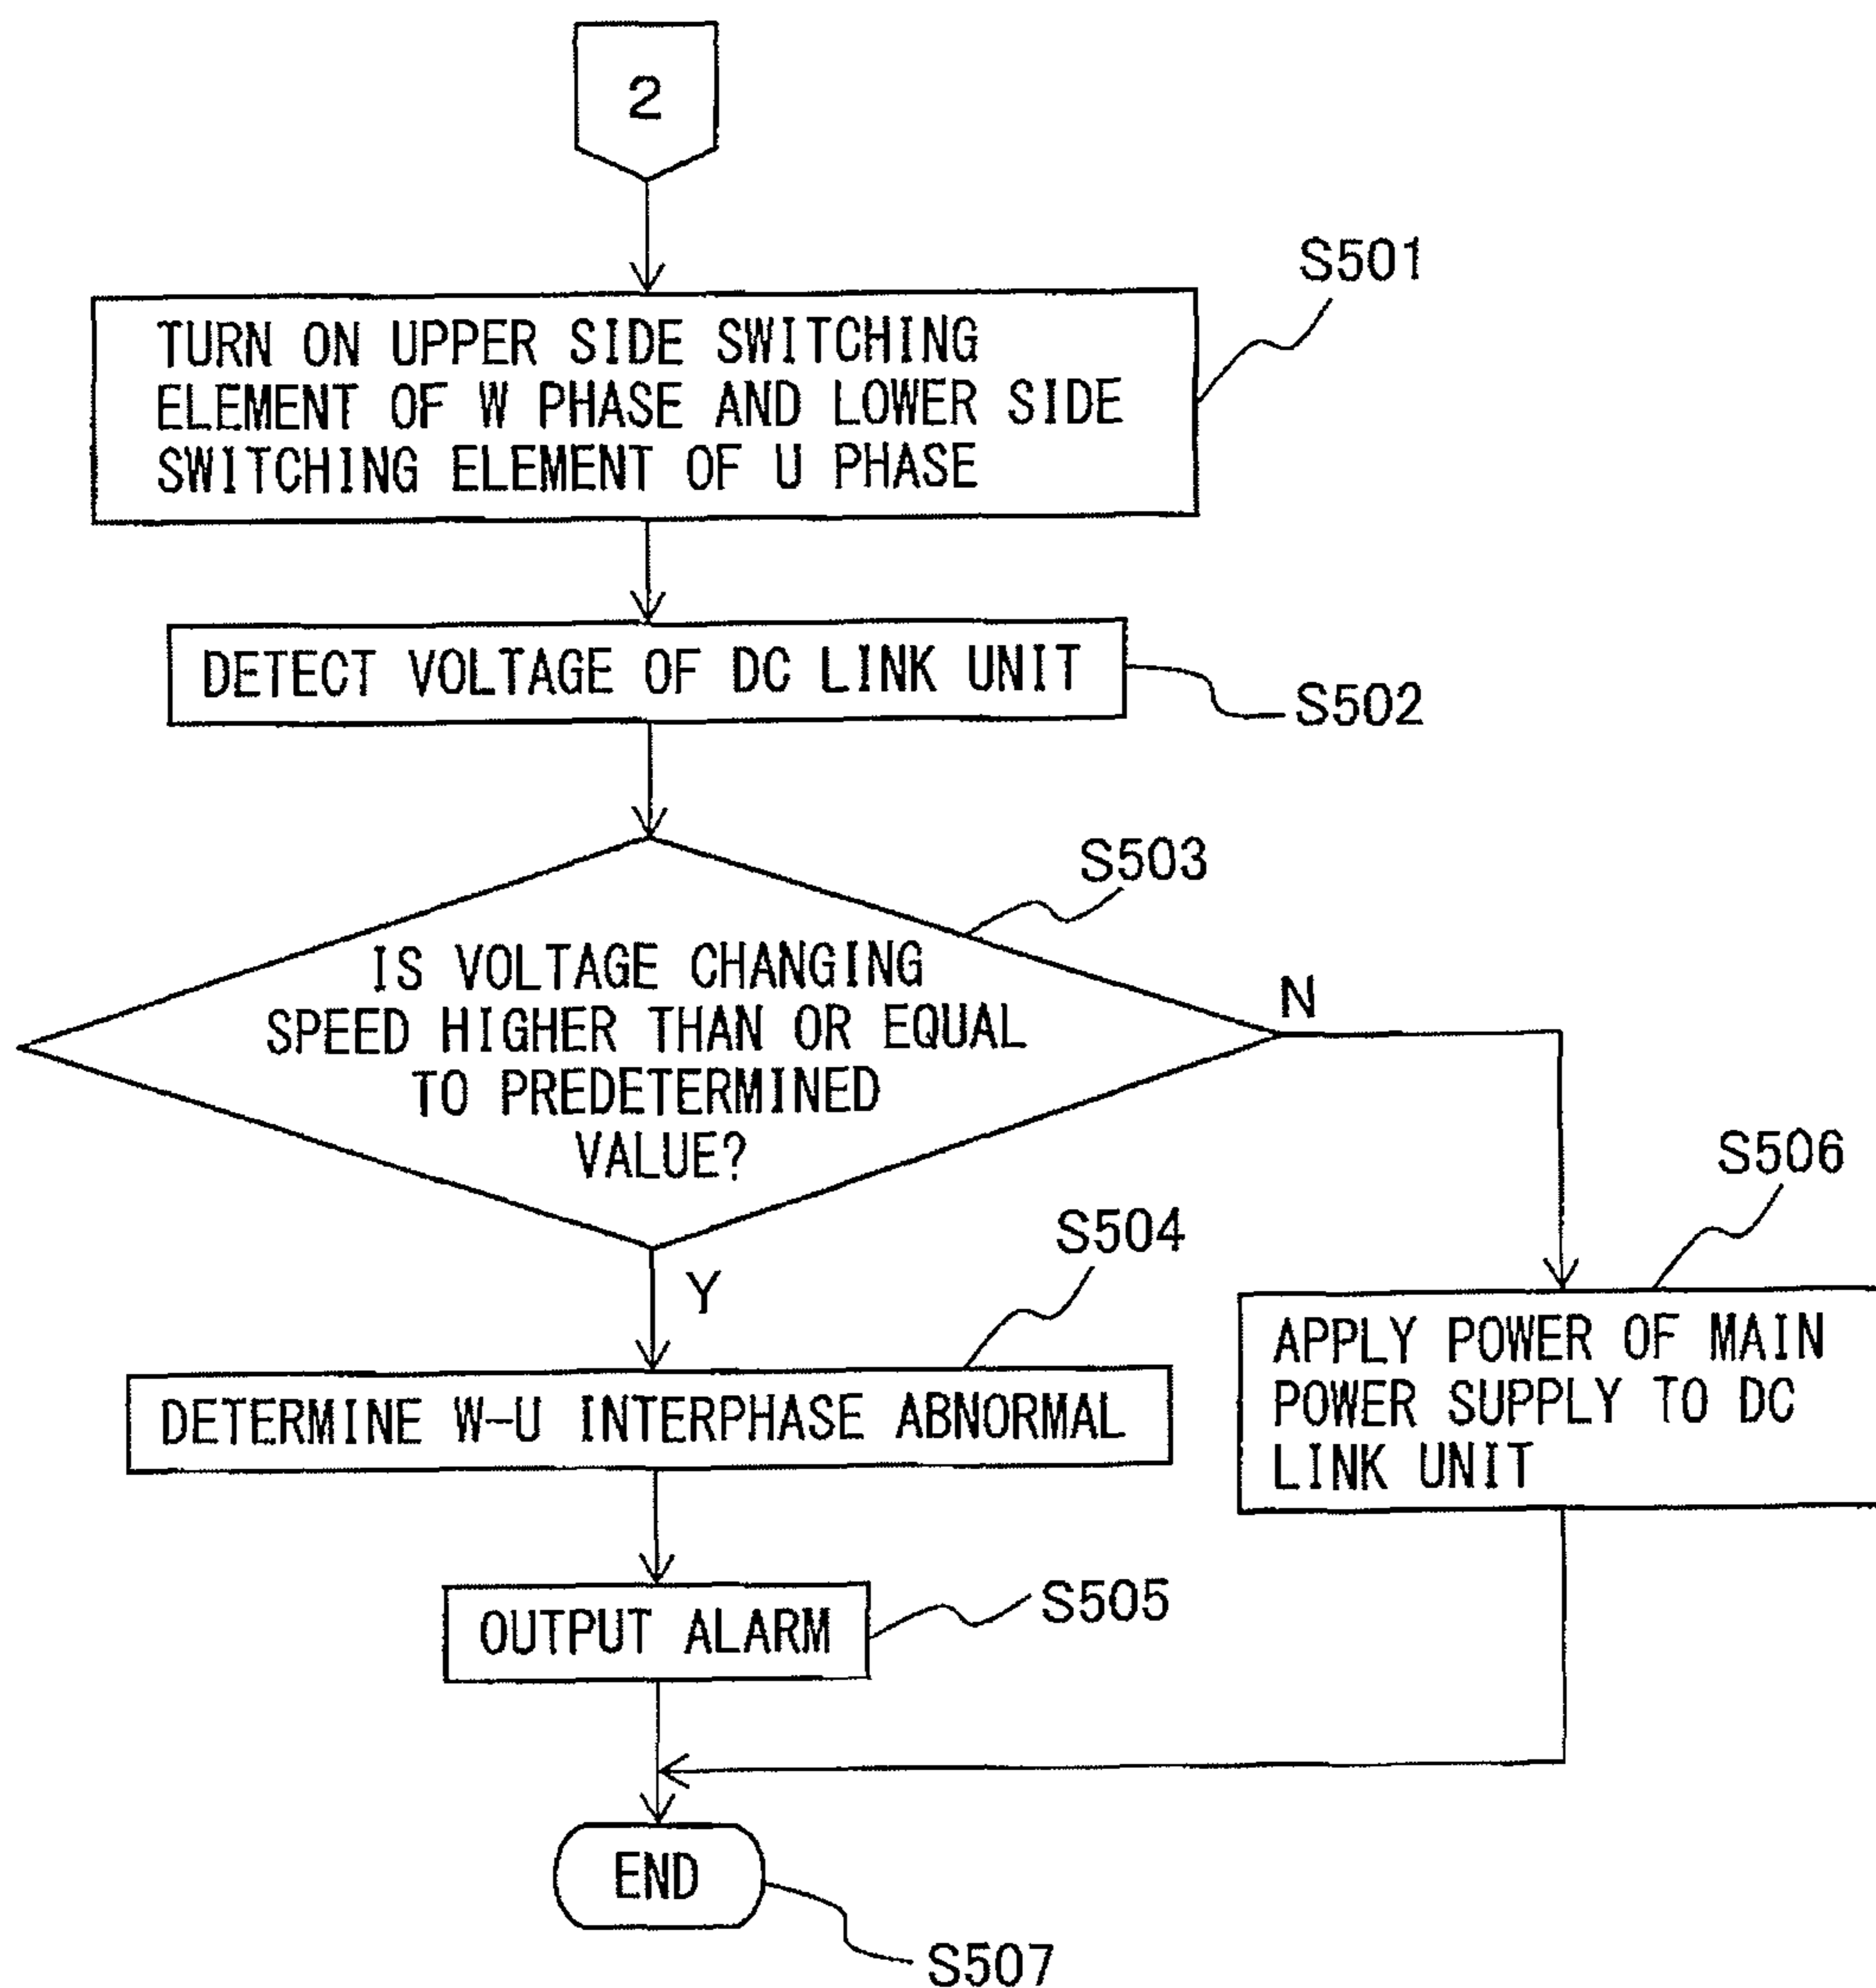 2
S501
TURN ON UPPER SIDE SWITCHING
ELEMENT OF W PHASE AND LOWER SIDE
SWITCHING ELEMENT OF U PHASE
DETECT VOLTAGE OF DC LINK UNIT
S502
S503
IS VOLTAGE CHANGING
SPEED HIGHER THAN OR EQUAL
TO PREDETERMINED
VALUE?
N
Y
S504
DETERMINE W-U INTERPHASE ABNORMAL
S506
APPLY POWER OF MAIN
POWER SUPPLY TO DC
LINK UNIT
OUTPUT ALARM
S505
END
S507